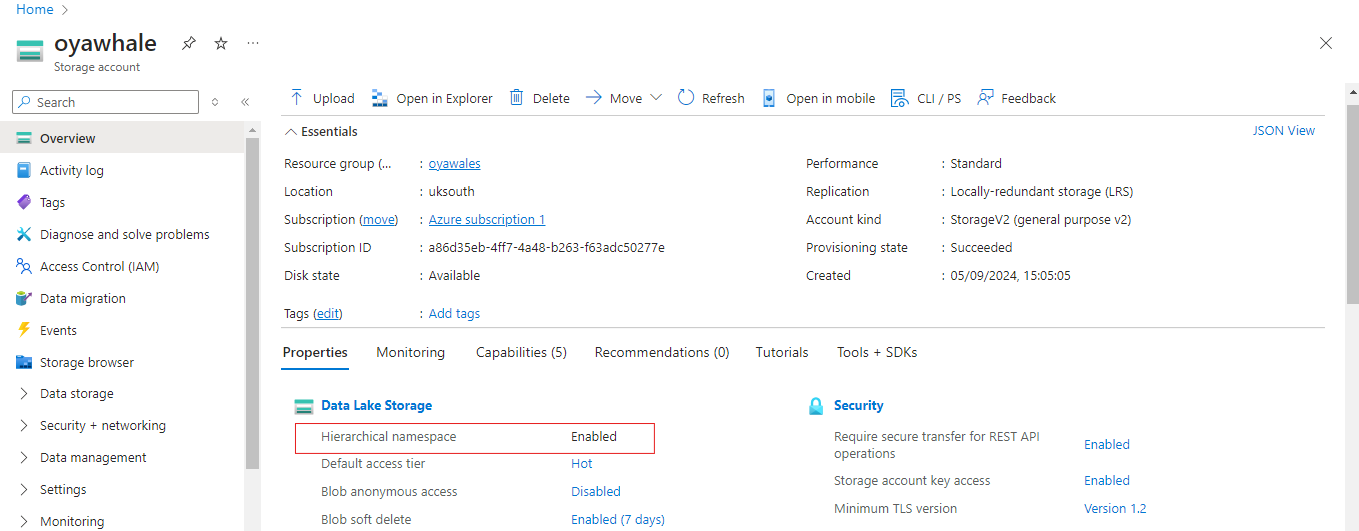 Home >
oyawhale
Storage account
Search
Overview
Activity log
Tags
Diagnose and solve problems
Access Control (IAM)
Data migration
Events
Storage browser
Data storage
Security + networking
Data management
Settings
Monitoring
Upload Open in Explorer Delete Move Refresh Open in mobile CLI / PS Feedback
Essentials
JSON View
Resource group (... : oyawales
Location : uksouth
Subscription (move) : Azure subscription 1
Subscription ID : a86d35eb-4ff7-4a48-b263-f63adc50277e
Disk state : Available
Performance : Standard
Replication : Locally-redundant storage (LRS)
Account kind : StorageV2 (general purpose v2)
Provisioning state : Succeeded
Created : 05/09/2024, 15:05:05
Tags (edit) : Add tags
Properties Monitoring Capabilities (5) Recommendations (0) Tutorials Tools + SDKs
Data Lake Storage
Hierarchical namespace Enabled
Default access tier Hot
Blob anonymous access Disabled
Blob soft delete Enabled (7 days)
Security
Require secure transfer for REST API
operations Enabled
Storage account key access Enabled
Minimum TLS version Version 1.2